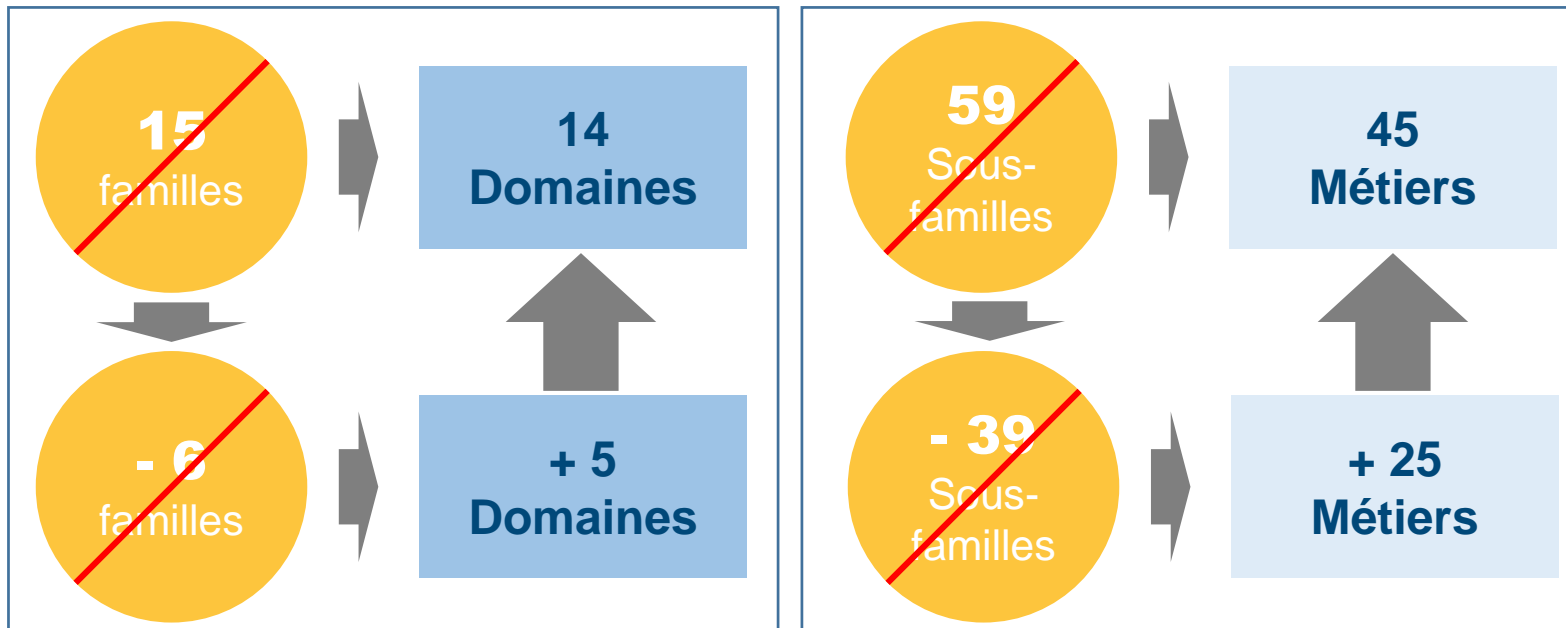 15
familles
14
Domaines
- 6
familles
+ 5
Domaines
59
Sous-
familles
45
Métiers
- 39
Sous-
familles
+ 25
Métiers